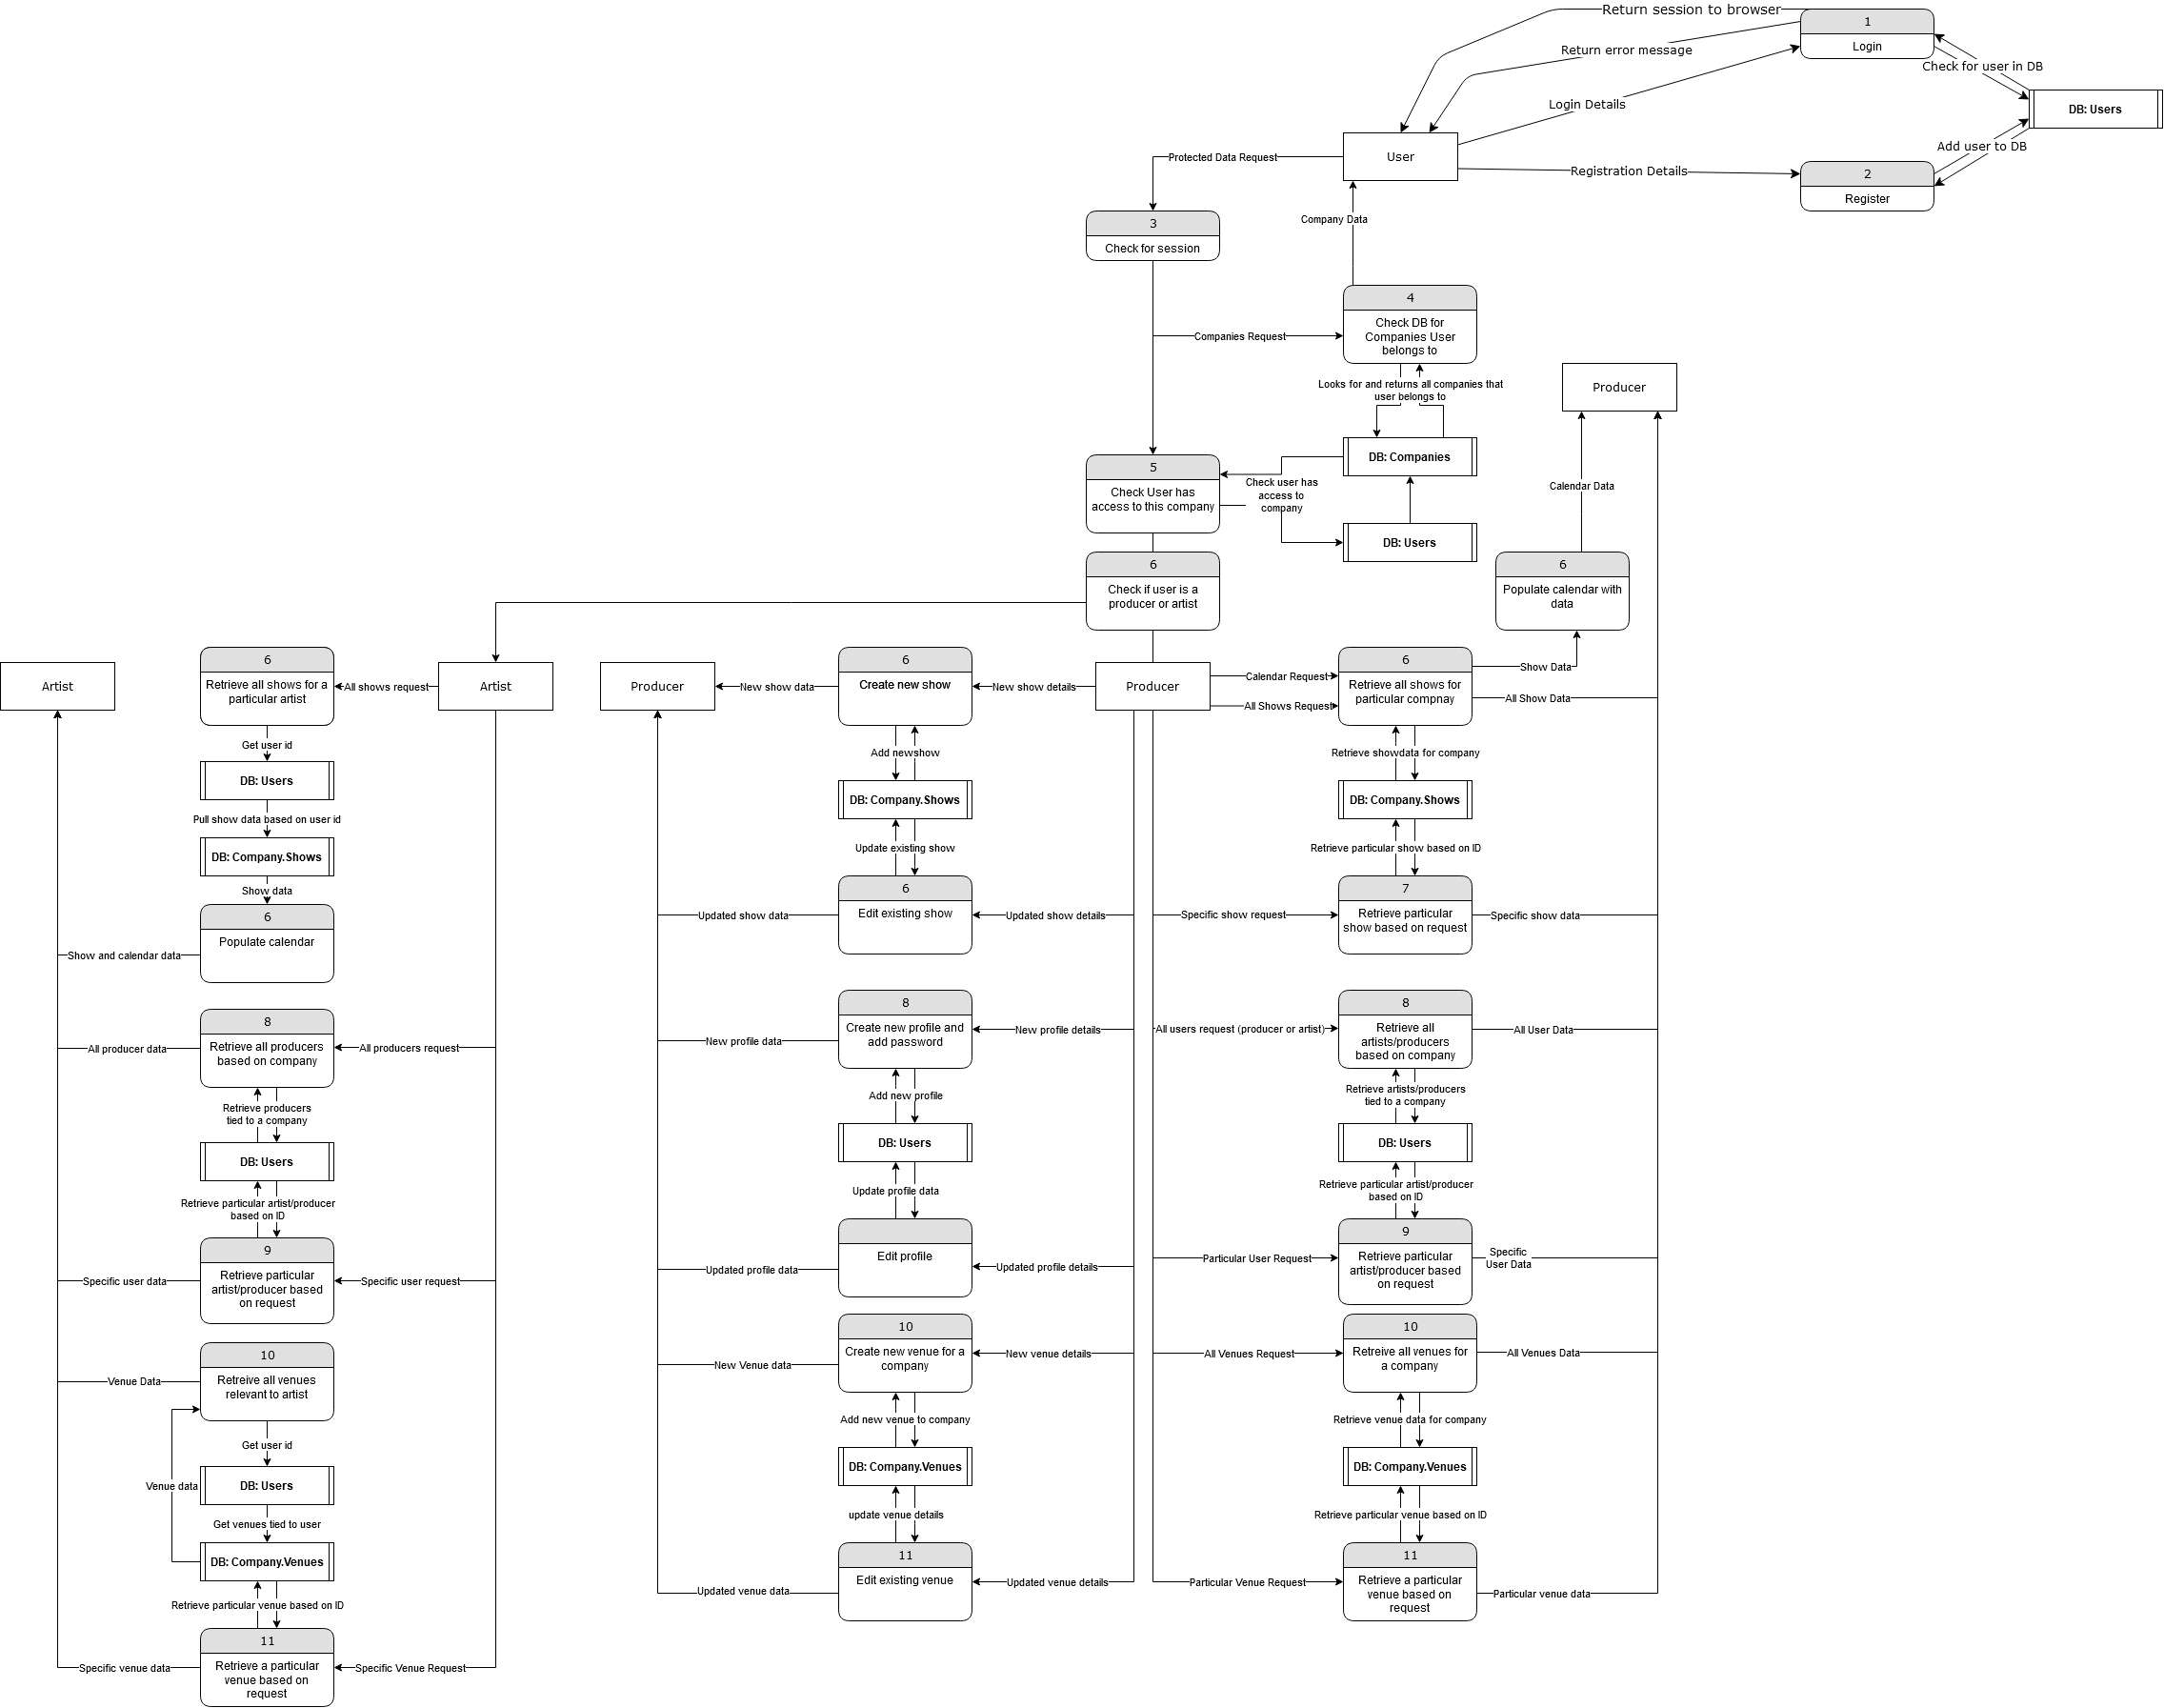 Return session to browser
1
Login
Return error message
Check for user in DB
Login Details
DB: Users
User
Protected Data Request
Add user to DB
Registration Details
2
Register
3
Check for session
Company Data
4
Check DB for
Companies User
belongs to
Companies Request
Looks for and returns all companies that
user belongs to
Producer
DB: Companies
5
Check User has
access to this company
Check user has
access to
company
Calendar Data
DB: Users
6
Check if user is a
producer or artist
6
Populate calendar with
data
Artist
6
Retrieve all shows for a
particular artist
All shows request
Artist
Producer
New show data
6
Create new show
New show details
Producer
Calendar Request
All Shows Request
6
Retrieve all shows for
particular compnay
Show Data
All Show Data
Get user id
DB: Users
Pull show data based on user id
DB: Company.Shows
Show data
6
Populate calendar
Show and calendar data
Add newshow
DB: Company.Shows
Update existing show
6
Edit existing show
Updated show data
Updated show details
Retrieve showdata for company
DB: Company.Shows
Retrieve particular show based on ID
7
Retrieve particular
show based on request
Specific show request
Specific show data
8
Retrieve all producers
based on company
All producer data
All producers request
Retrieve producers
tied to a company
DB: Users
Retrieve particular artist/producer
based on ID
9
Retrieve particular
artist/producer based
on request
Specific user data
Specific user request
8
Create new profile and
add password
New profile data
New profile details
Add new profile
DB: Users
Update profile data
Edit profile
Updated profile data
Updated profile details
8
Retrieve all
artists/producers
based on company
All users request (producer or artist)
All User Data
Retrieve artists/producers
tied to a company
DB: Users
Retrieve particular artist/producer
based on ID
9
Retrieve particular
artist/producer based
on request
Particular User Request
Specific
User Data
10
Retreive all venues
relevant to artist
Venue Data
Get user id
Venue data
DB: Users
Get venues tied to user
DB: Company.Venues
Retrieve particular venue based on ID
11
Retrieve a particular
venue based on
request
Specific venue data
Specific Venue Request
10
Create new venue for a
company
New Venue data
New venue details
Add new venue to company
DB: Company.Venues
update venue details
11
Edit existing venue
Updated venue data
Updated venue details
10
Retreive all venues for
a company
All Venues Request
All Venues Data
Retrieve venue data for company
DB: Company.Venues
Retrieve particular venue based on ID
11
Retrieve a particular
venue based on
request
Particular Venue Request
Particular venue data